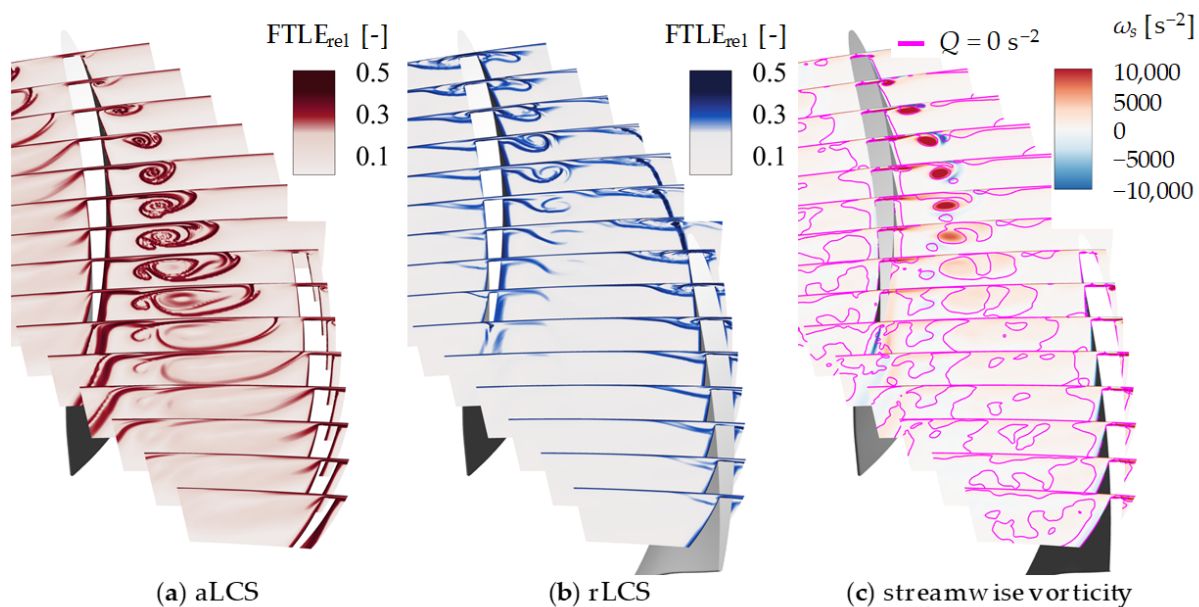 FTLErel [-]
0.5
0.3
0.1
FTLErel [-]
0.5
0.3
0.1
Q = 0 s−2
ωs [s−2]
10,000
5000
0
−5000
−10,000
(a) aLCS
(b) rLCS
(c) streamwise vorticity